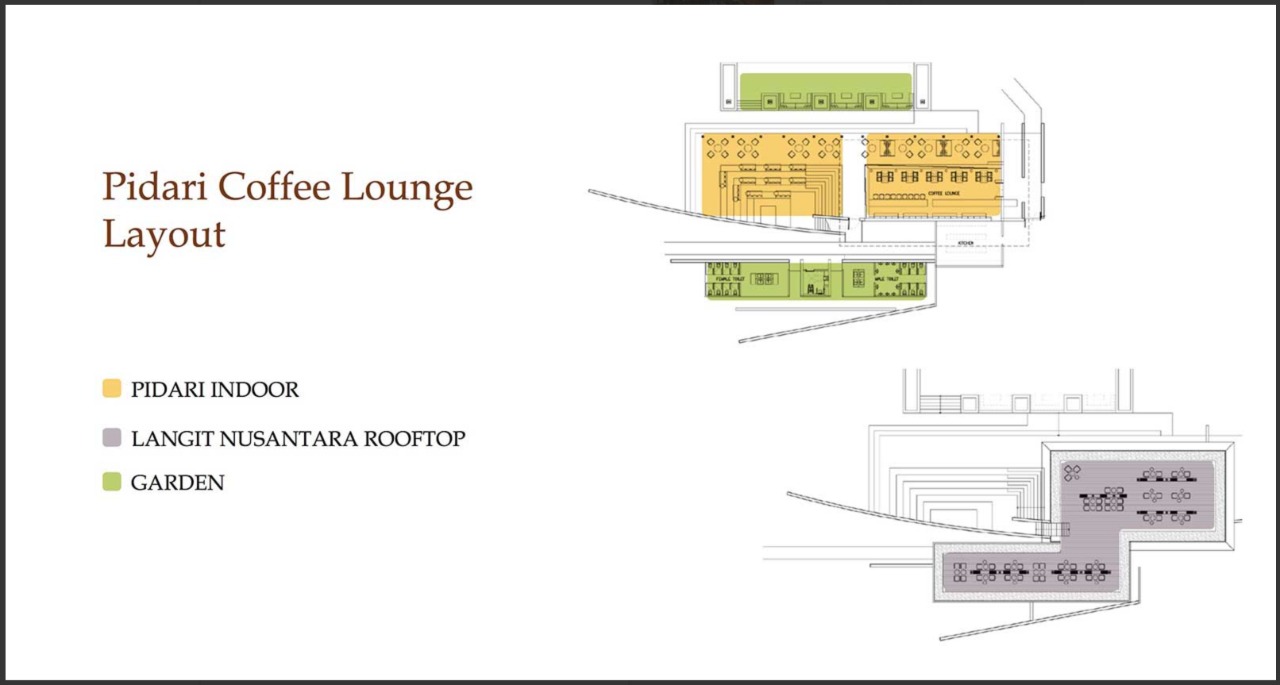 Pidari Coffee Lounge
Layout
PIDARI INDOOR
LANGIT NUSANTARA ROOFTOP
GARDEN
COFFEE LOUNGE
KITCHEN
FEMALE TOILET
MALE TOILET